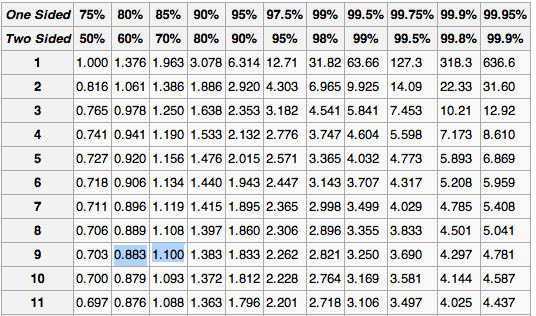 One Sided 75% 80% 85% 90% 95% 97.5% 99% 99.5% 99.75% 99.9% 99.95%
Two Sided 50% 60% 70% 80% 90% 95% 98% 99% 99.5% 99.8% 99.9%
1 1.000 1.376 1.963 3.078 6.314 12.71 31.82 63.66 127.3 318.3 636.6
2 0.816 1.061 1.386 1.886 2.920 4.303 6.965 9.925 14.09 22.33 31.60
3 0.765 0.978 1.250 1.638 2.353 3.182 4.541 5.841 7.453 10.21 12.92
4 0.741 0.941 1.190 1.533 2.132 2.776 3.747 4.604 5.598 7.173 8.610
5 0.727 0.920 1.156 1.476 2.015 2.571 3.365 4.032 4.773 5.893 6.869
6 0.718 0.906 1.134 1.440 1.943 2.447 3.143 3.707 4.317 5.208 5.959
7 0.711 0.896 1.119 1.415 1.895 2.365 2.998 3.499 4.029 4.785 5.408
8 0.706 0.889 1.108 1.397 1.860 2.306 2.896 3.355 3.833 4.501 5.041
9 0.703 0.883 1.100 1.383 1.833 2.262 2.821 3.250 3.690 4.297 4.781
10 0.700 0.879 1.093 1.372 1.812 2.228 2.764 3.169 3.581 4.144 4.587
11 0.697 0.876 1.088 1.363 1.796 2.201 2.718 3.106 3.497 4.025 4.437